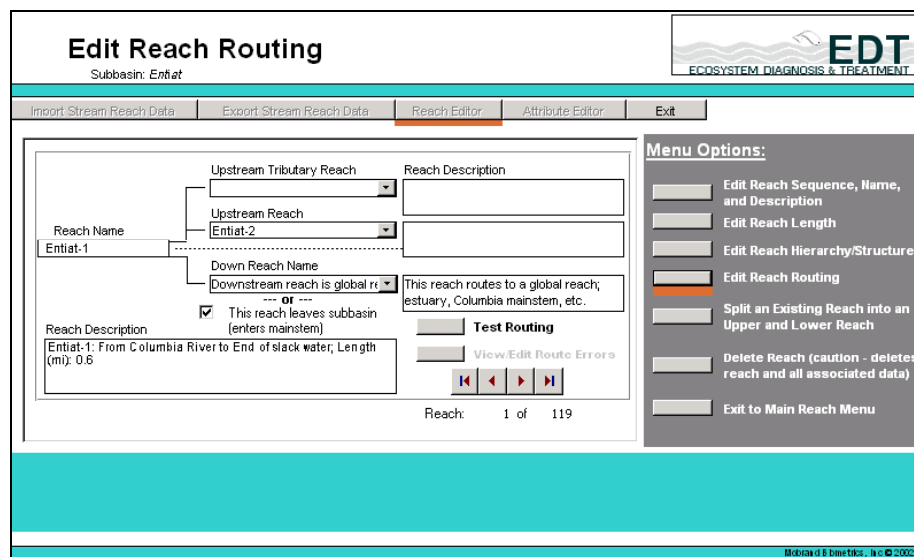 Edit Reach Routing
Subbasin: Entiat
EDT
ECOSYSTEM DIAGNOSIS & TREATMENT
Import Stream Reach Data
Export Stream Reach Data
Reach Editor
Attribute Editor
Exit
Upstream Tributary Reach
Reach Description
Upstream Reach
Entiat-2
Reach Name
Entiat-1
Down Reach Name
Downstream reach is global re
This reach routes to a global reach;
estuary, Columbia mainstem, etc.
--- or ---
This reach leaves subbasin
(enters mainstem)
Reach Description
Entiat-1: From Columbia River to End of slack water; Length
(mi): 0.6
Test Routing
View/Edit Route Errors
Reach: 1 of 119
Menu Options:
Edit Reach Sequence, Name,
and Description
Edit Reach Length
Edit Reach Hierarchy/Structure
Edit Reach Routing
Split an Existing Reach into an
Upper and Lower Reach
Delete Reach (caution - deletes
reach and all associated data)
Exit to Main Reach Menu
Mobrand Biometrics, Inc ©